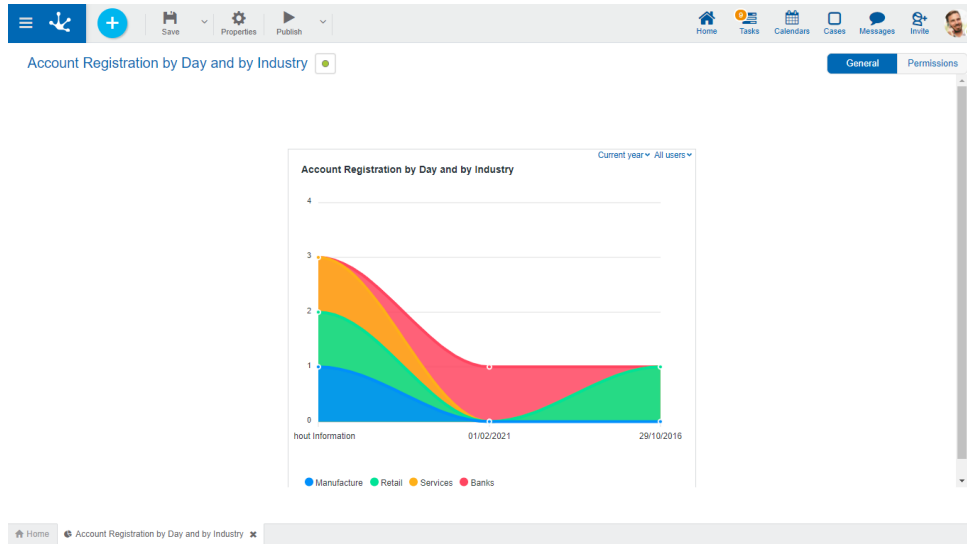 Save
Properties
Publish
Home
9
Tasks
Calendars
Cases
Messages
Invite
Account Registration by Day and by Industry
General
Permissions
Current year All users
Account Registration by Day and by Industry
4
3
2
1
0
hout Information 01/02/2021 29/10/2016
Manufacture Retail Services Banks
Home
Account Registration by Day and by Industry